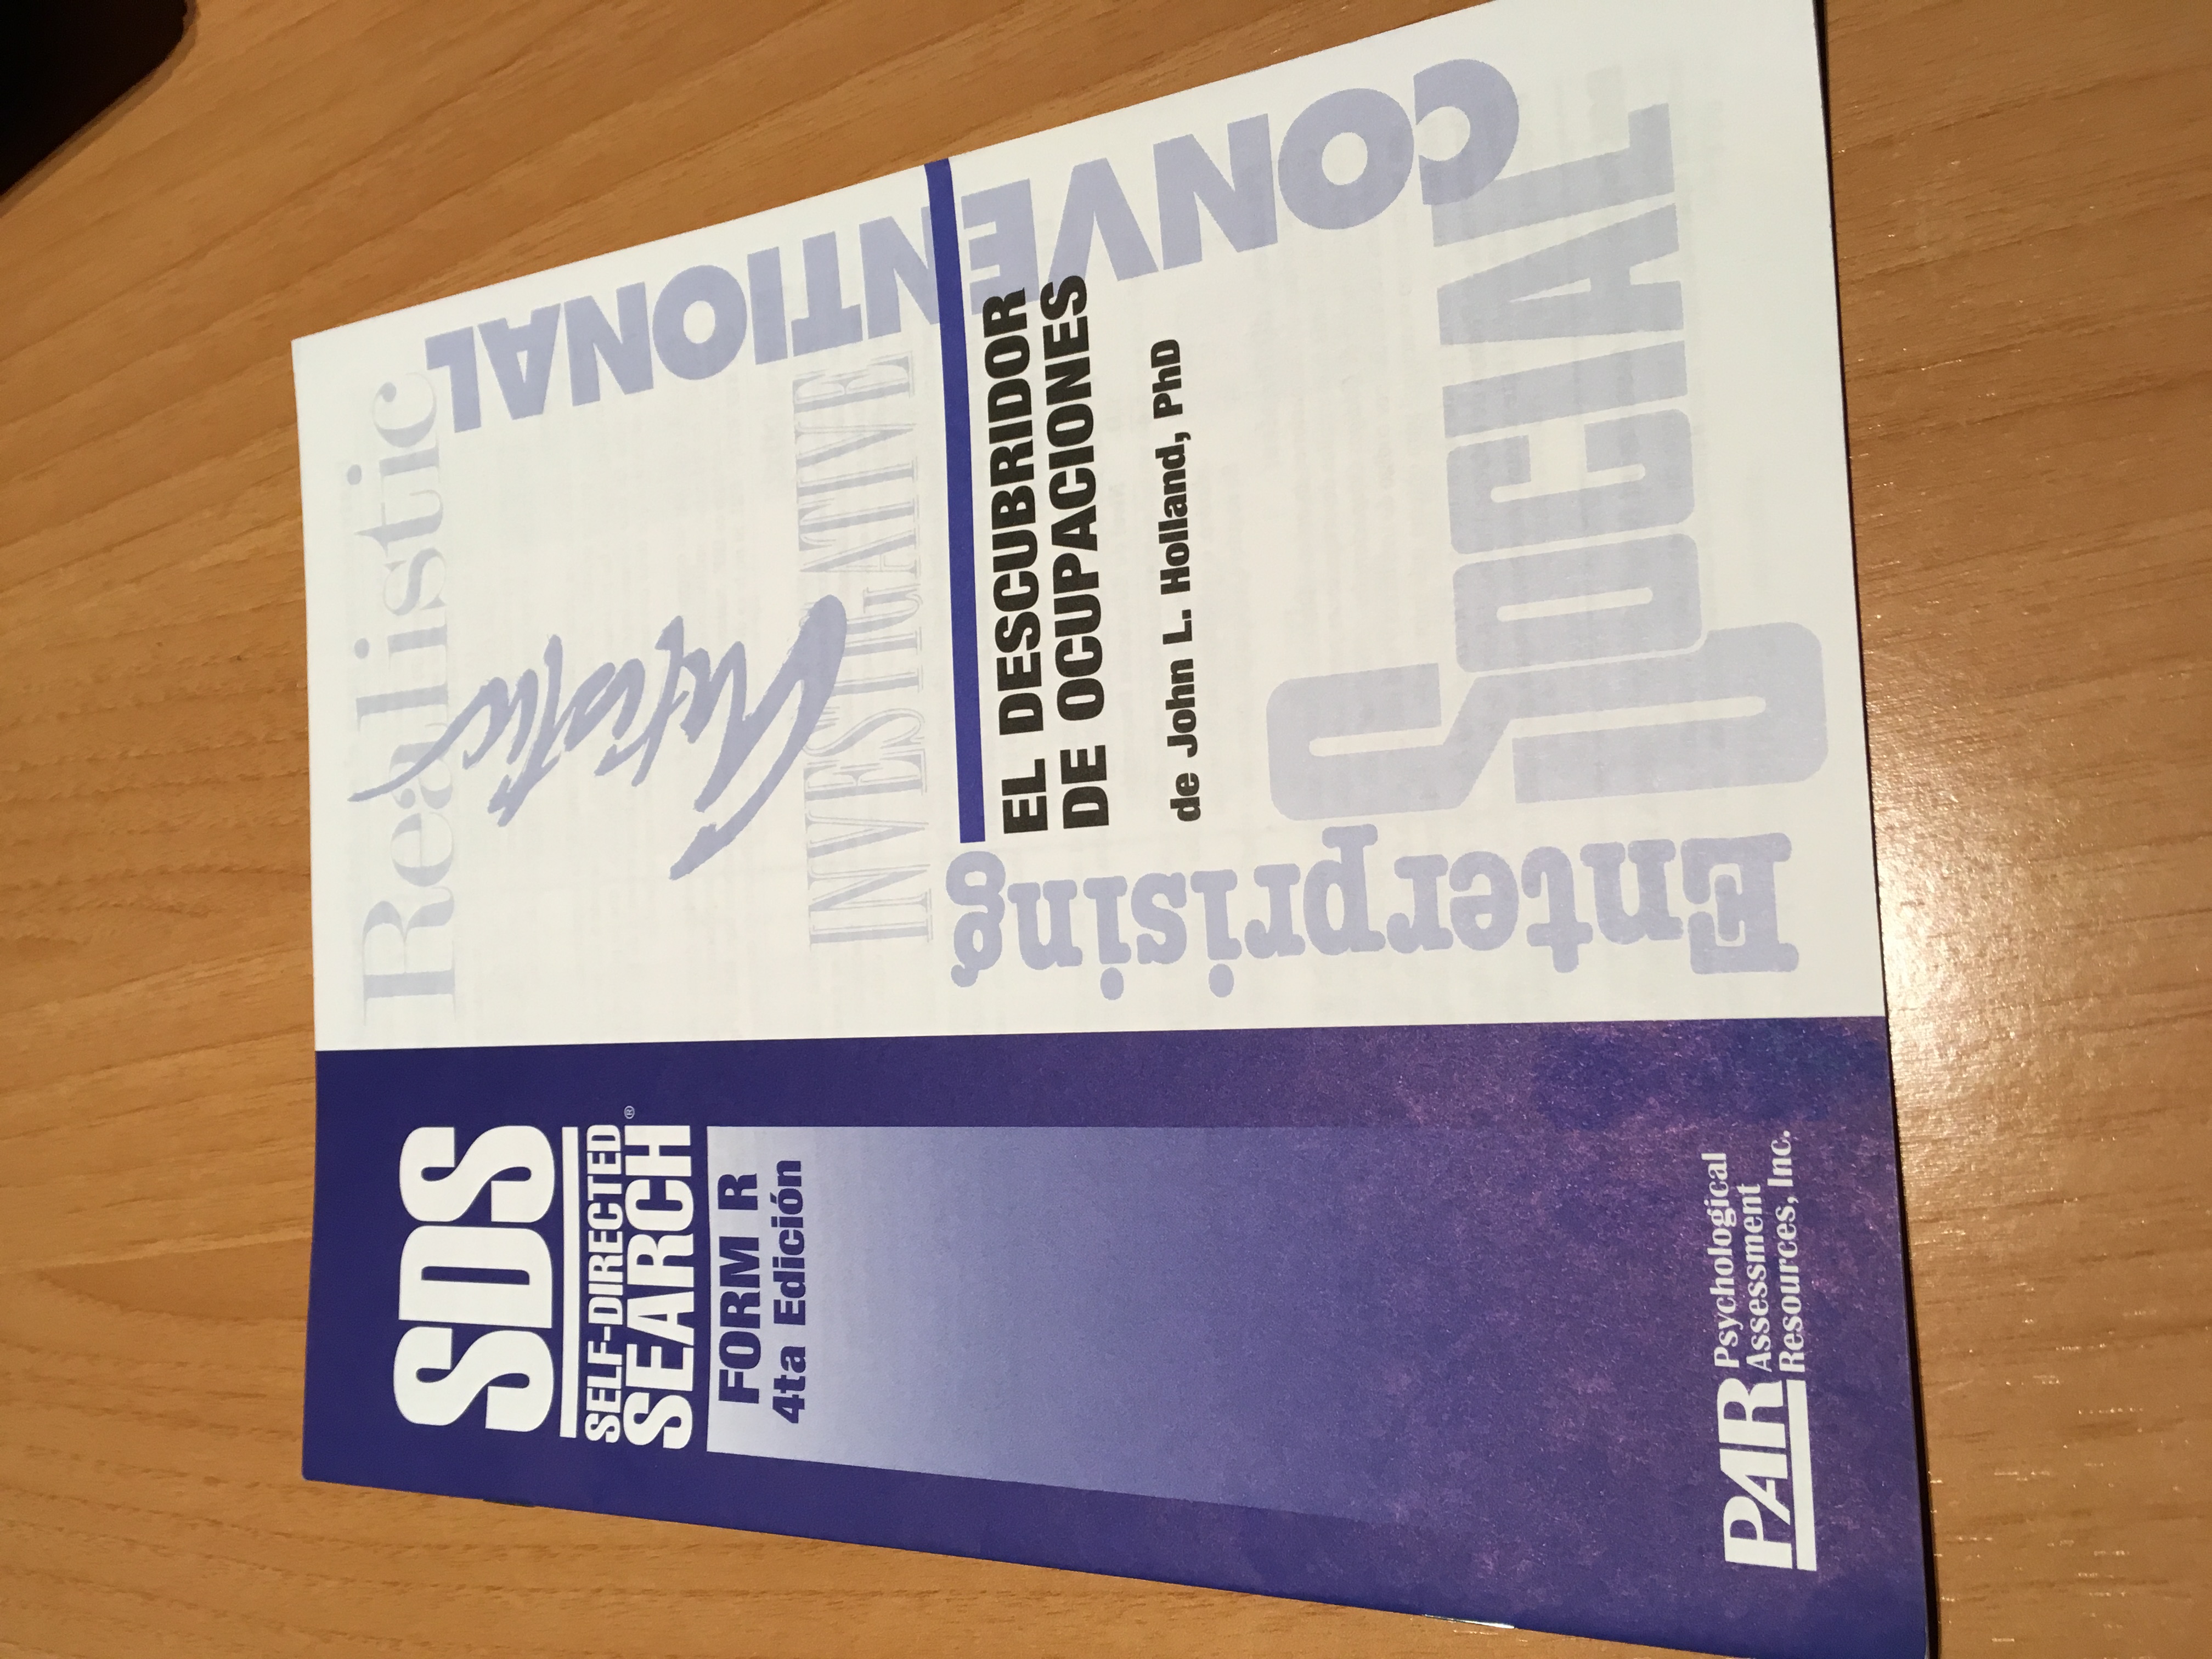 SDS
SELF-DIRECTED
SEARCH®
FORM R
4ta Edición
PAR Psychological
Assessment
Resources, Inc.
Realistic
Artistic
CONVENTIONAL
INVESTIGATIVE
EL DESCUBRIDOR
DE OCUPACIONES
de John L. Holland, PhD
Enterprising
SOCIAL